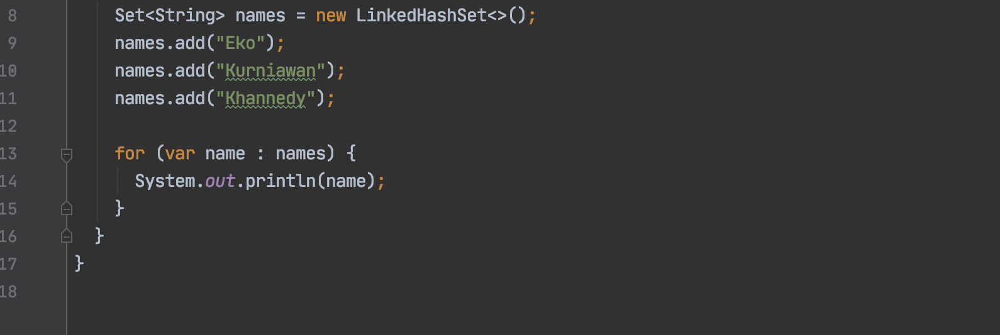 8 Set<String> names = new LinkedHashSet<>();
9 names.add("Eko");
10 names.add("Kurniawan");
11 names.add("Khannedy");
12
13 for (var name : names) {
14 System.out.println(name);
15 }
16 }
17 }
18